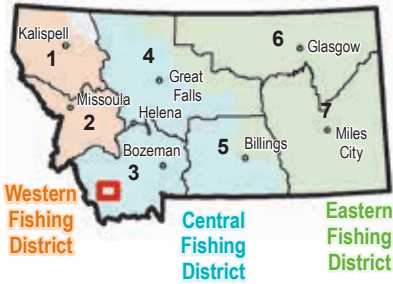 Kalispell
1
4
6
Glasgow
Great
Falls
Missoula
2
Helena
7
Miles
City
5
Billings
Bozeman
3
Western
Fishing
District
Central
Fishing
District
Eastern
Fishing
District